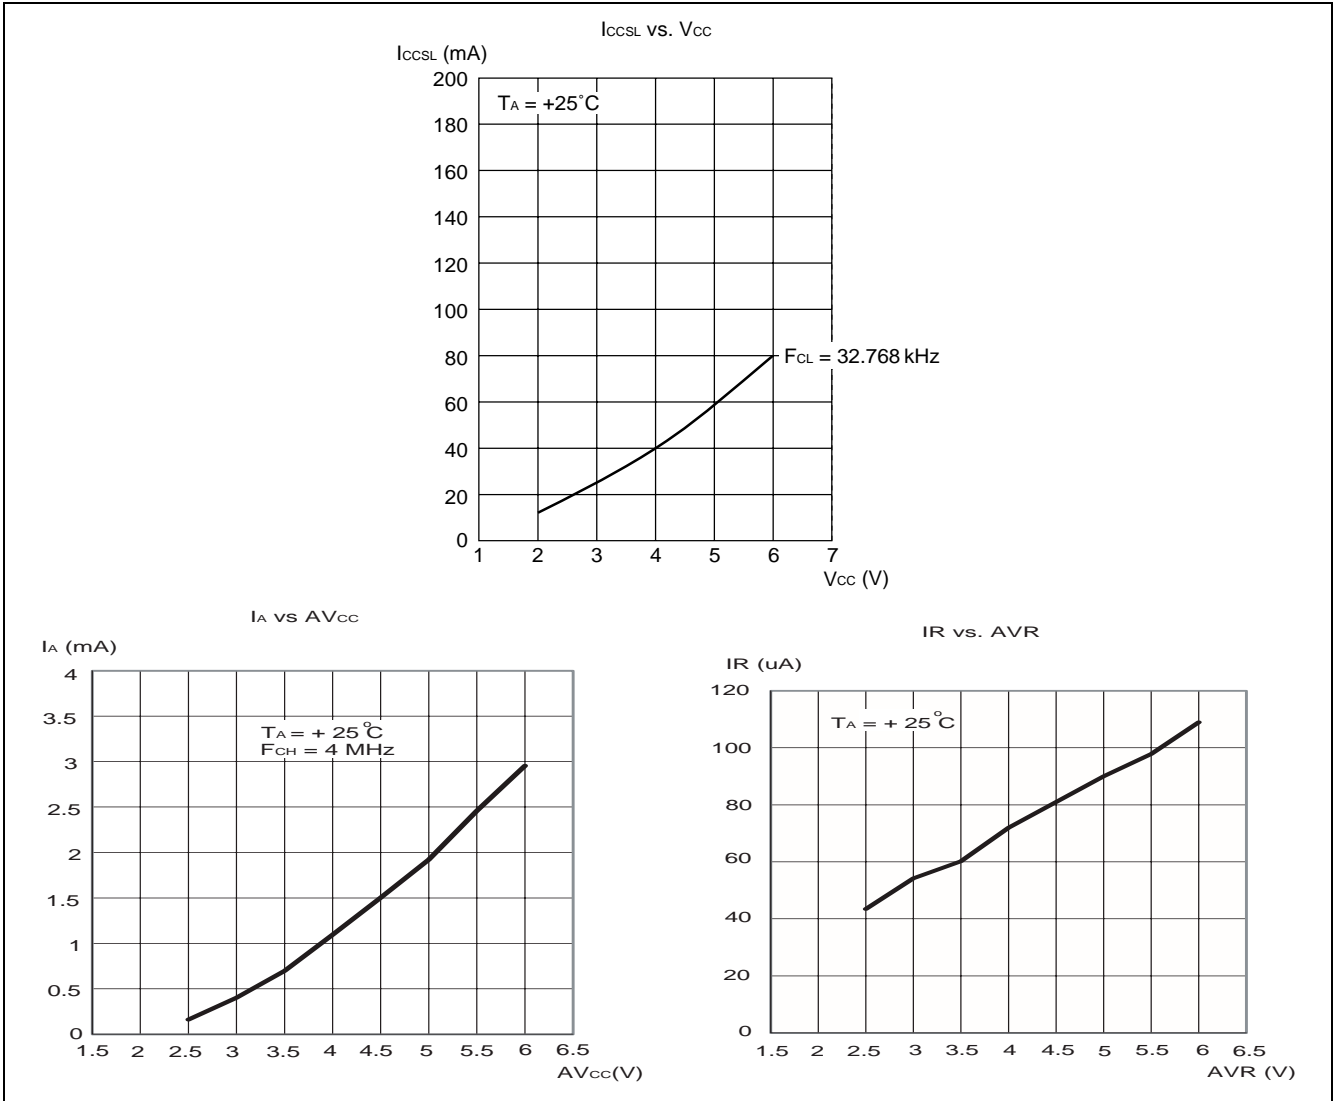 ICCSL vs. VCC
ICCSL (mA)
200
180
160
140
120
100
80
60
40
20
0
TA = +25˚C
FCL = 32.768 kHz
1 2 3 4 5 6 7
VCC (V)
IA vs AVCC
IA (mA)
4
3.5
3
2.5
2
1.5
1
0.5
0
TA = + 25 oC
FCH = 4 MHz
1.5 2 2.5 3 3.5 4 4.5 5 5.5 6 6.5
AVCC(V)
IR vs. AVR
IR (uA)
120
100
80
60
40
20
0
TA = + 25 oC
1.5 2 2.5 3 3.5 4 4.5 5 5.5 6 6.5
AVR (V)